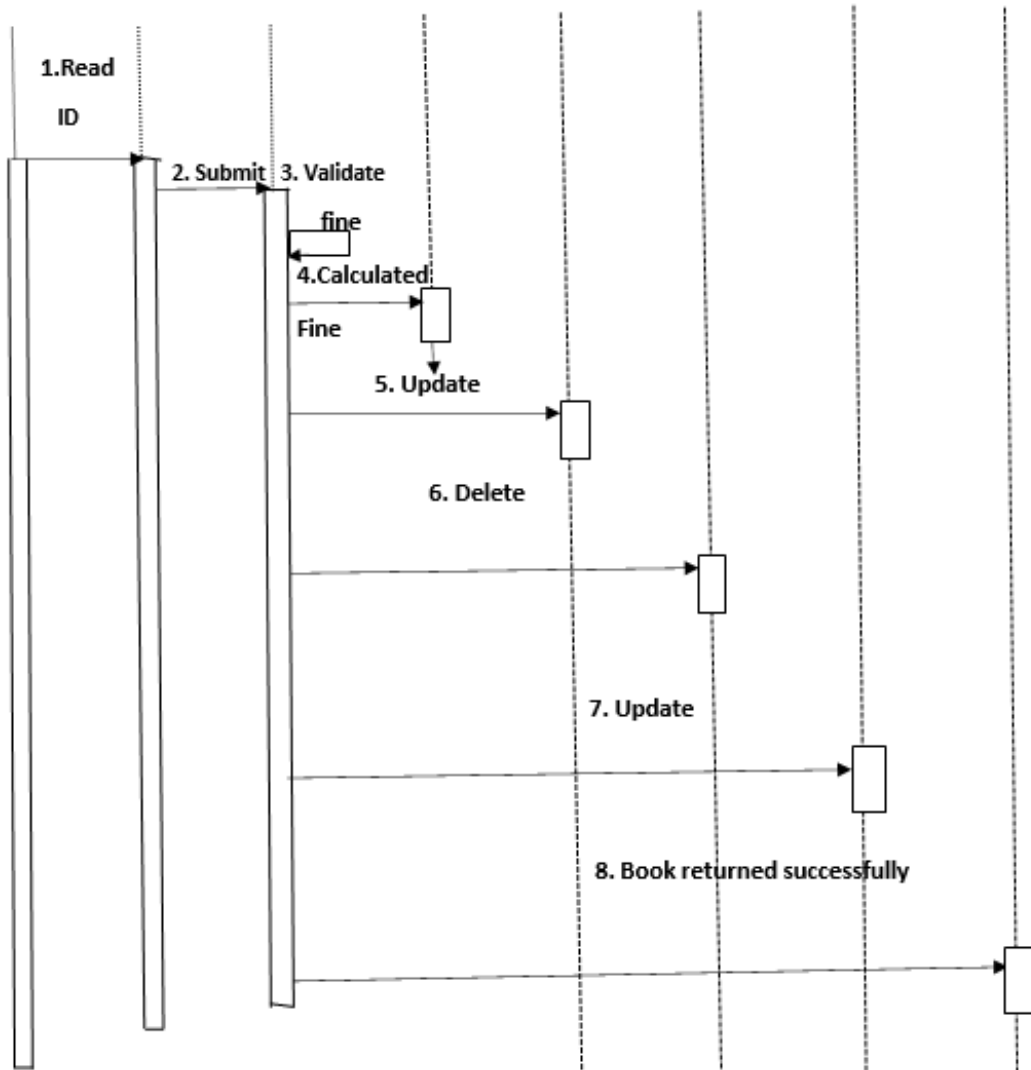 1.Read
ID
2. Submit
3. Validate
fine
4.Calculated
Fine
5. Update
6. Delete
7. Update
8. Book returned successfully